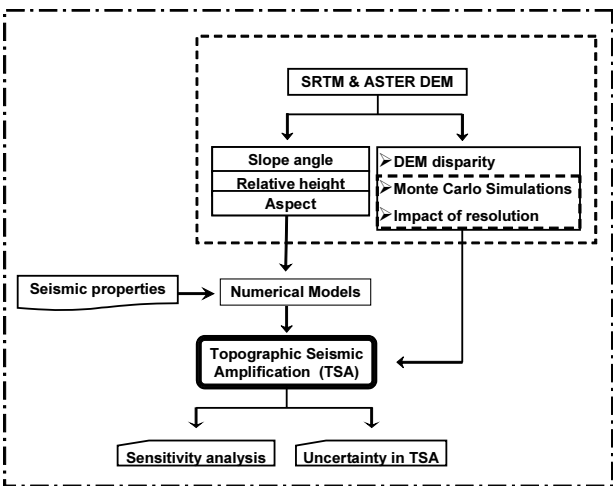 SRTM & ASTER DEM
Slope angle
Relative height
Aspect
➢DEM disparity
➢Monte Carlo Simulations
➢Impact of resolution
Seismic properties
Numerical Models
Topographic Seismic
Amplification (TSA)
Sensitivity analysis
Uncertainty in TSA